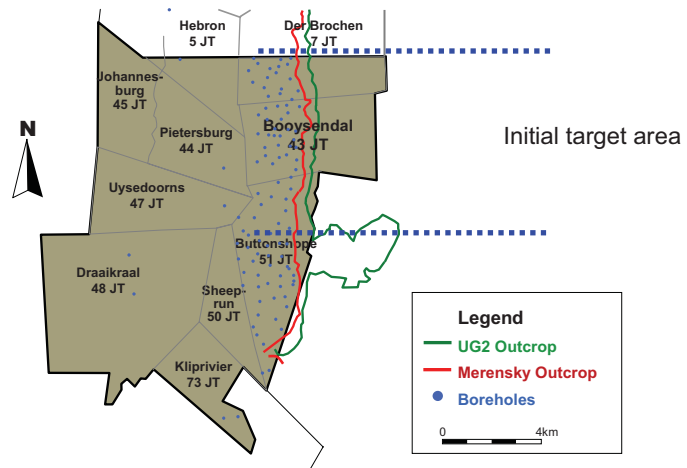 Hebron
5 JT
Der Brochen
7 JT
Johannes-
burg
45 JT
Pietersburg
44 JT
Booysendal
43 JT
Initial target area
N
Uysedoorns
47 JT
Buttonshope
51 JT
Draaikraal
48 JT
Sheep-
run
50 JT
Kliprivier
73 JT
Legend
UG2 Outcrop
Merensky Outcrop
Boreholes
0 4km